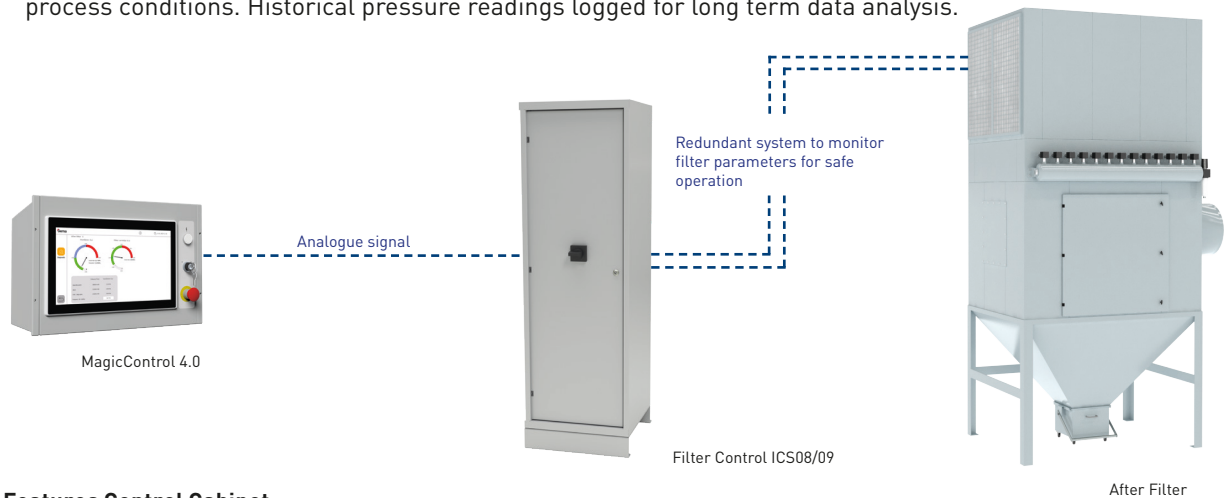 process conditions. Historical pressure readings logged for long term data analysis.
Redundant system to monitor
filter parameters for safe
operation
Analogue signal
MagicControl 4.0
Filter Control ICS08/09
After Filter
Features Control Cabinet